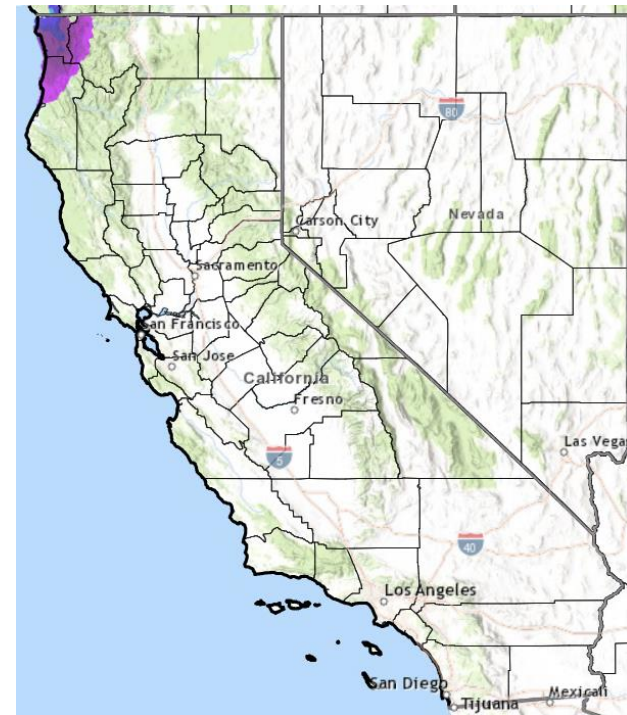 80
Carson City
Nevada
Sacramento
San Francisco
San Jose
California
Fresno
5
Las Vega
40
Los Angeles
San Diego
Tijuana
Mexicali